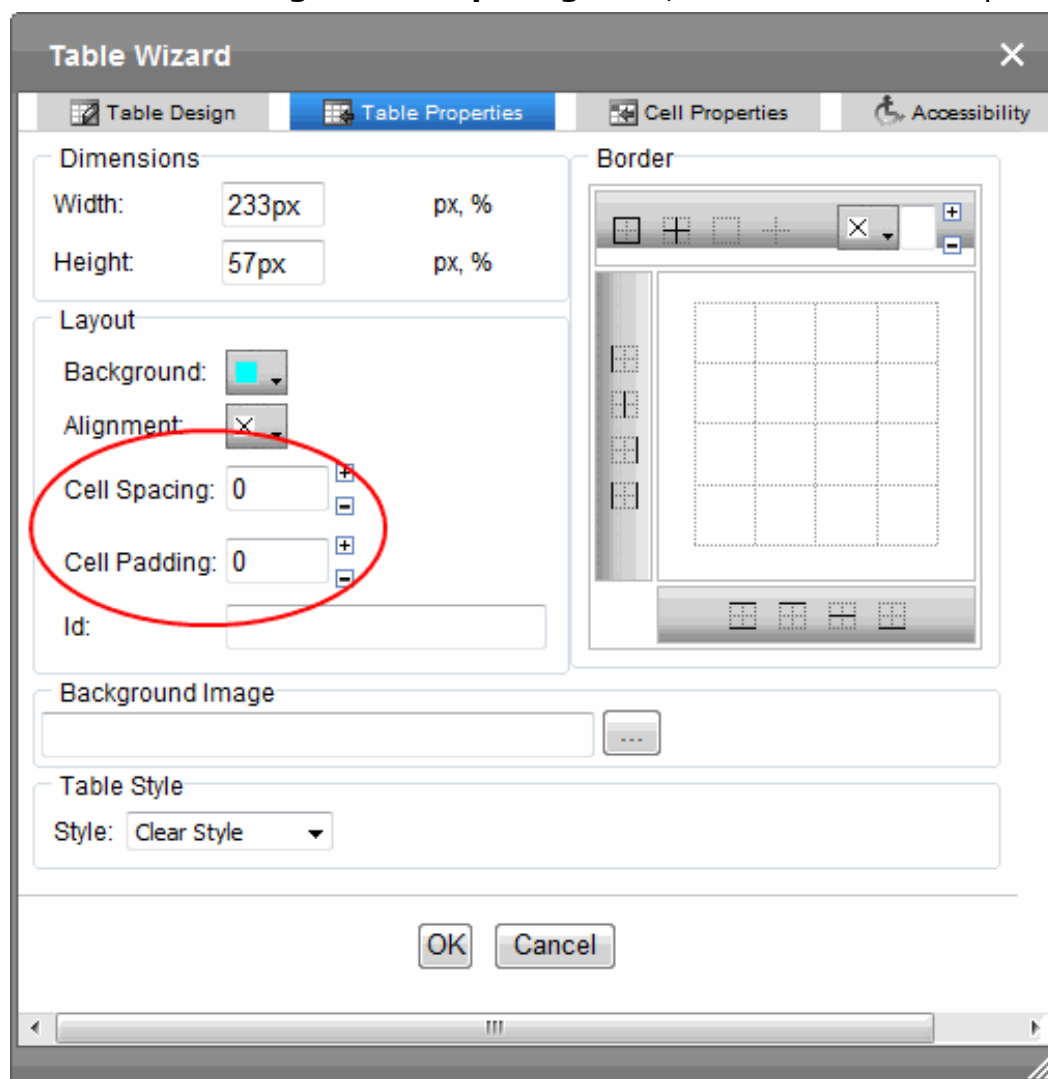 Table Wizard
Table Design Table Properties Cell Properties Accessibility
Dimensions
Width: 233px px, %
Height: 57px px, %
Layout
Background:
Alignment:
Cell Spacing: 0
Cell Padding: 0
Id:
Border
Background Image
...
Table Style
Style: Clear Style
OK Cancel